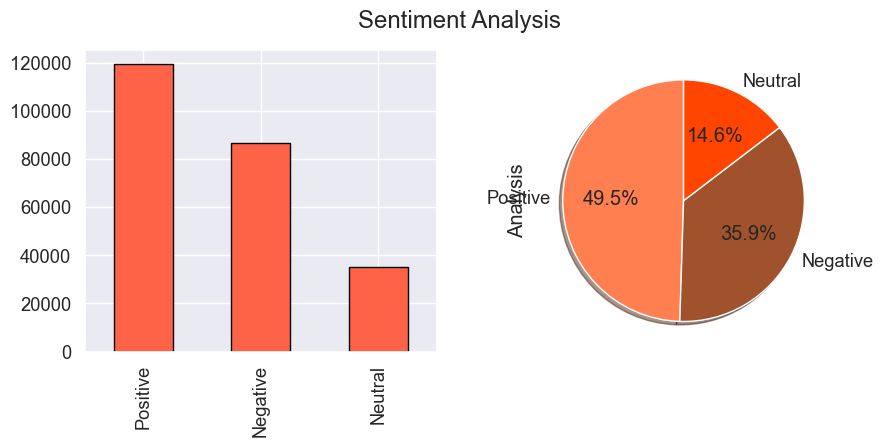 Sentiment Analysis
120000
100000
80000
60000
40000
20000
0
Positive
Negative
Neutral
Neutral
14.6%
Positive
Analysis
49.5%
35.9%
Negative